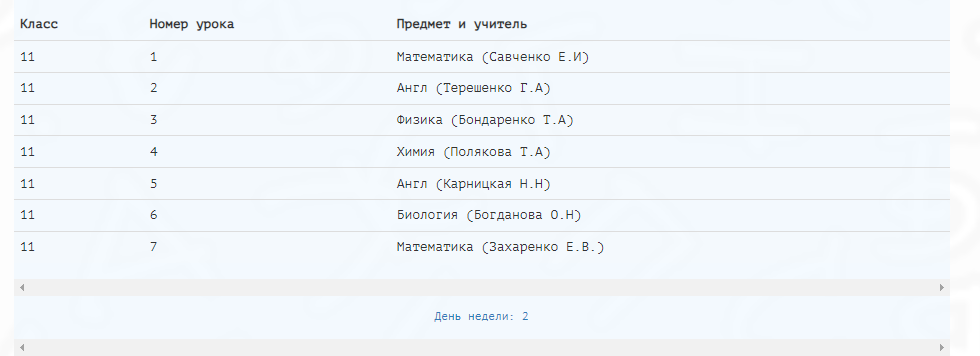 Класс Номер урока Предмет и учитель
11 1 Математика (Савченко Е.И)
11 2 Англ (Терешенко Г.А)
11 3 Физика (Бондаренко Т.А)
11 4 Химия (Полякова Т.А)
11 5 Англ (Карницкая Н.Н)
11 6 Биология (Богданова О.Н)
11 7 Математика (Захаренко Е.В.)
День недели: 2